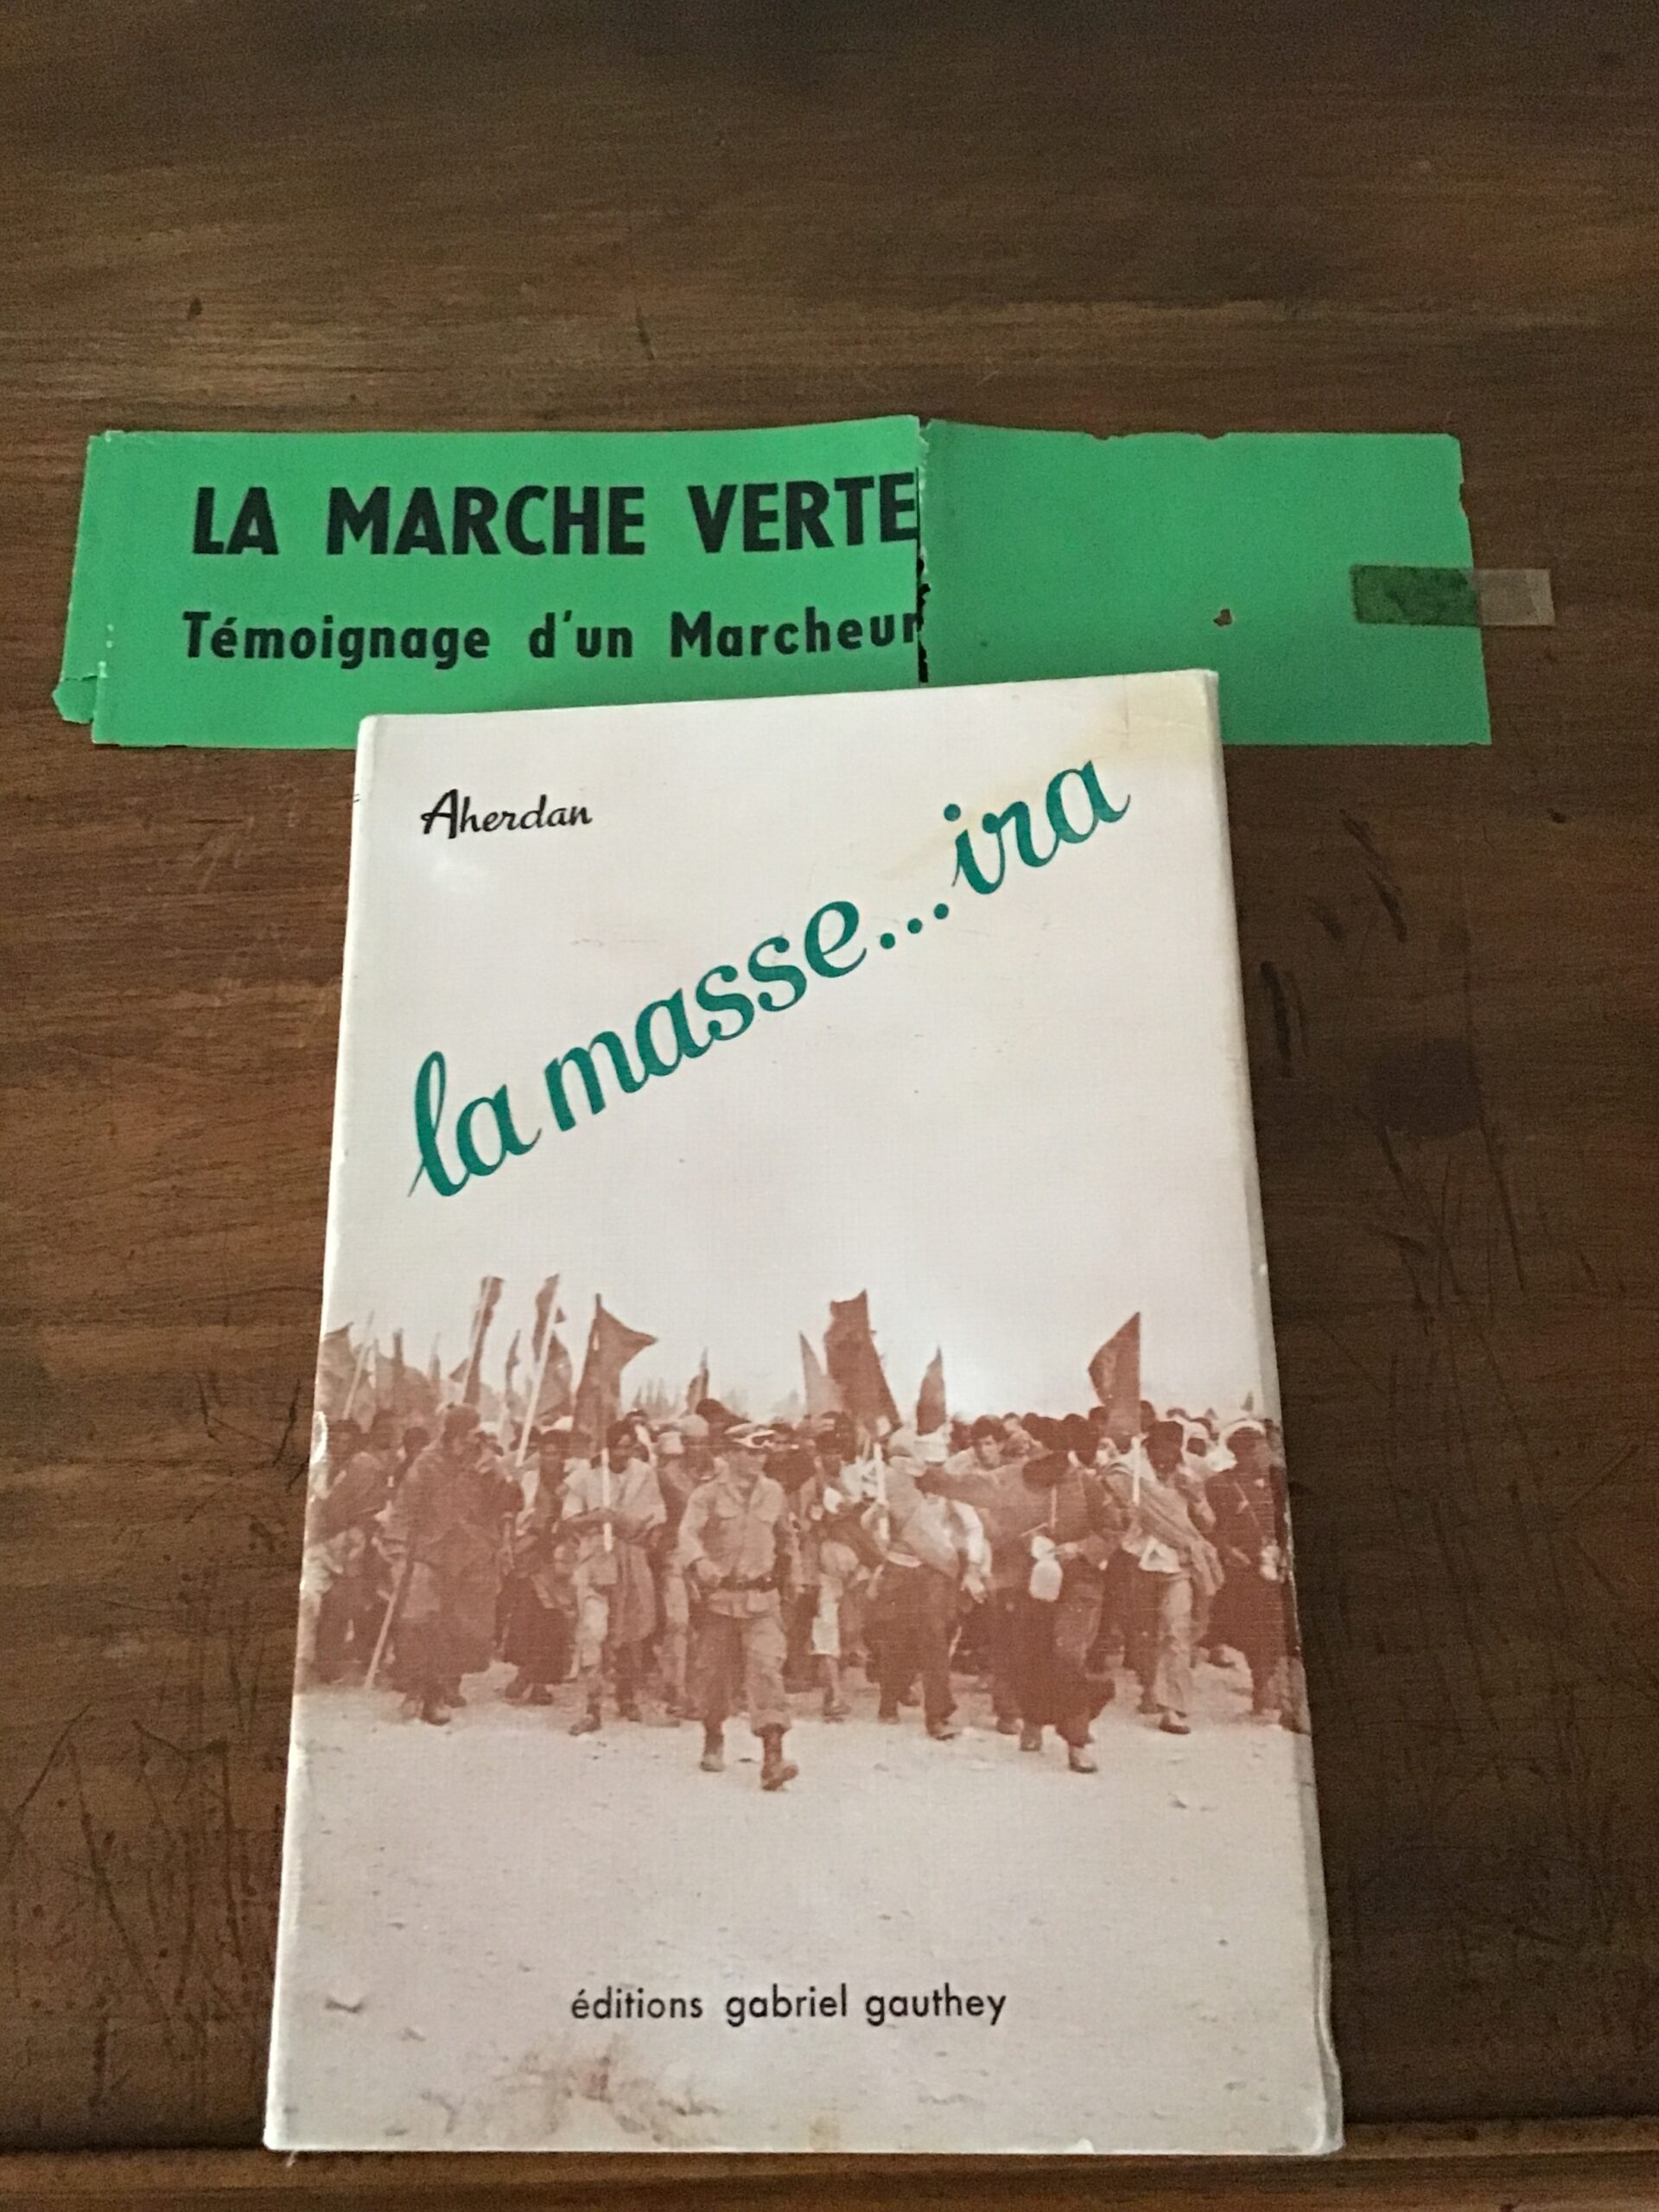 LA MARCHE VERTE
Témoignage d'un Marcheur
Aherdan
la masse...ira
éditions gabriel gauthey